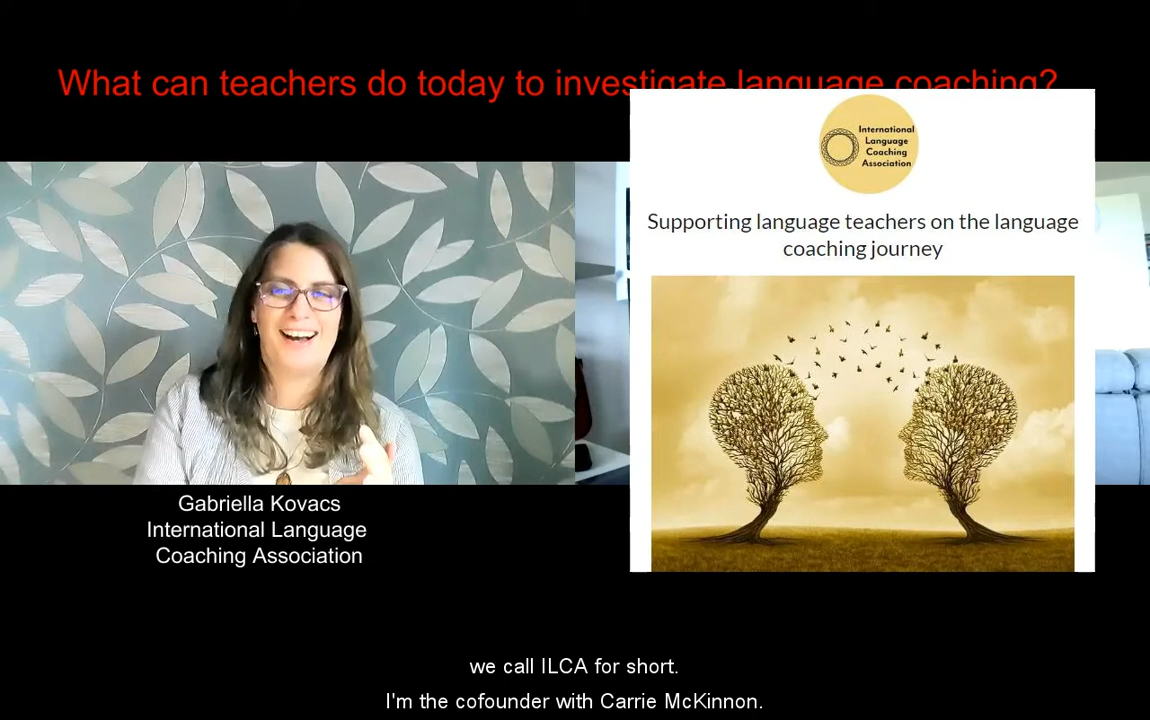 What can teachers do today to investigate language coaching?
International
Language
Coaching
Association
Supporting language teachers on the language
coaching journey
Gabriella Kovacs
International Language
Coaching Association
we call ILCA for short.
I'm the cofounder with Carrie McKinnon.